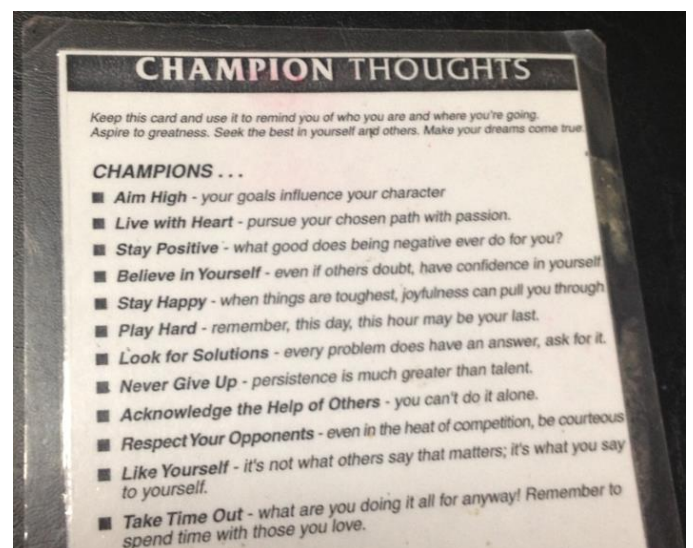 CHAMPION THOUGHTS
Keep this card and use it to remind you of who you are and where you're going.
Aspire to greatness. Seek the best in yourself and others. Make your dreams come true.
CHAMPIONS . . .
■ Aim High - your goals influence your character
■ Live with Heart - pursue your chosen path with passion.
■ Stay Positive - what good does being negative ever do for you?
■ Believe in Yourself - even if others doubt, have confidence in yourself.
■ Stay Happy - when things are toughest, joyfulness can pull you through.
■ Play Hard - remember, this day, this hour may be your last.
■ Look for Solutions - every problem does have an answer, ask for it.
■ Never Give Up - persistence is much greater than talent.
■ Acknowledge the Help of Others - you can't do it alone.
■ Respect Your Opponents - even in the heat of competition, be courteous
■ Like Yourself - it's not what others say that matters; it's what you say
to yourself.
■ Take Time Out - what are you doing it all for anyway! Remember to
spend time with those you love.